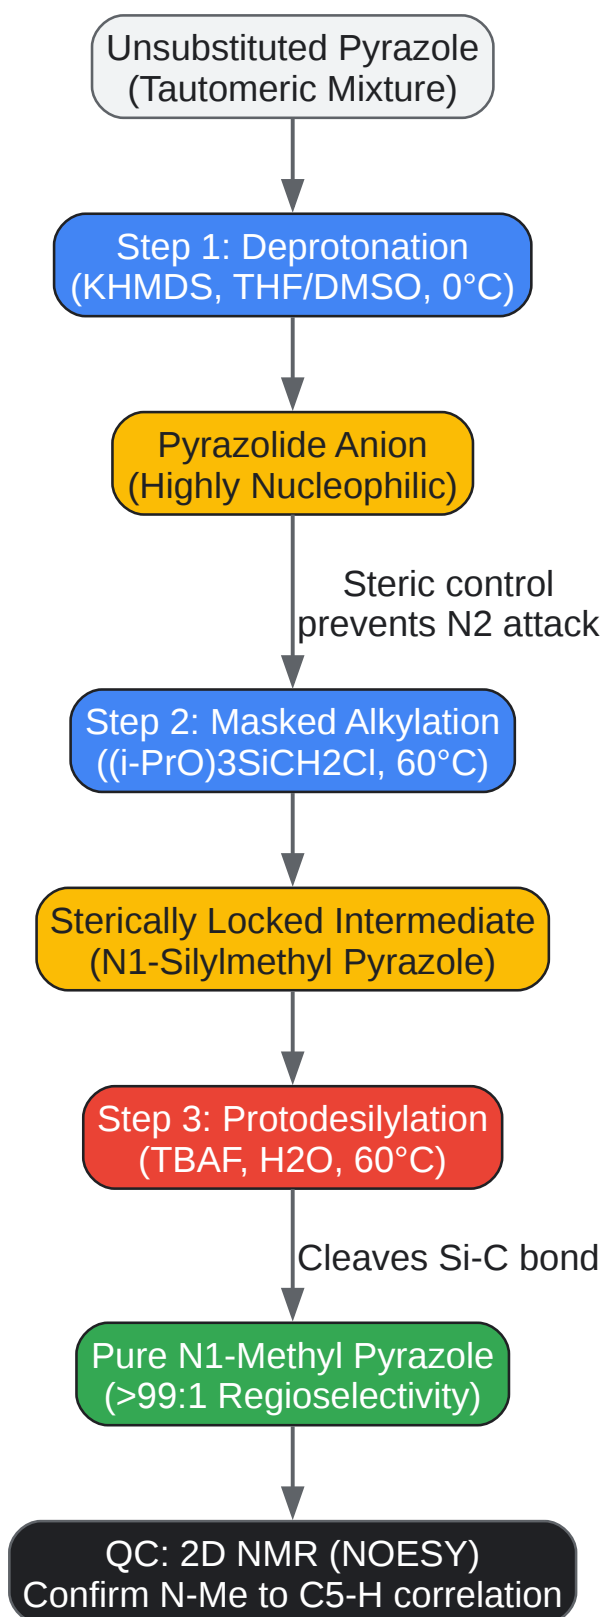 Unsubstituted Pyrazole
(Tautomeric Mixture)
Step 1: Deprotonation
(KHMDS, THF/DMSO, 0°C)
Pyrazolide Anion
(Highly Nucleophilic)
Steric control
prevents N2 attack
Step 2: Masked Alkylation
((i-PrO)3SiCH2Cl, 60°C)
Sterically Locked Intermediate
(N1-Silylmethyl Pyrazole)
Step 3: Protodesilylation
(TBAF, H2O, 60°C)
Cleaves Si-C bond
Pure N1-Methyl Pyrazole
(>99:1 Regioselectivity)
QC: 2D NMR (NOESY)
Confirm N-Me to C5-H correlation